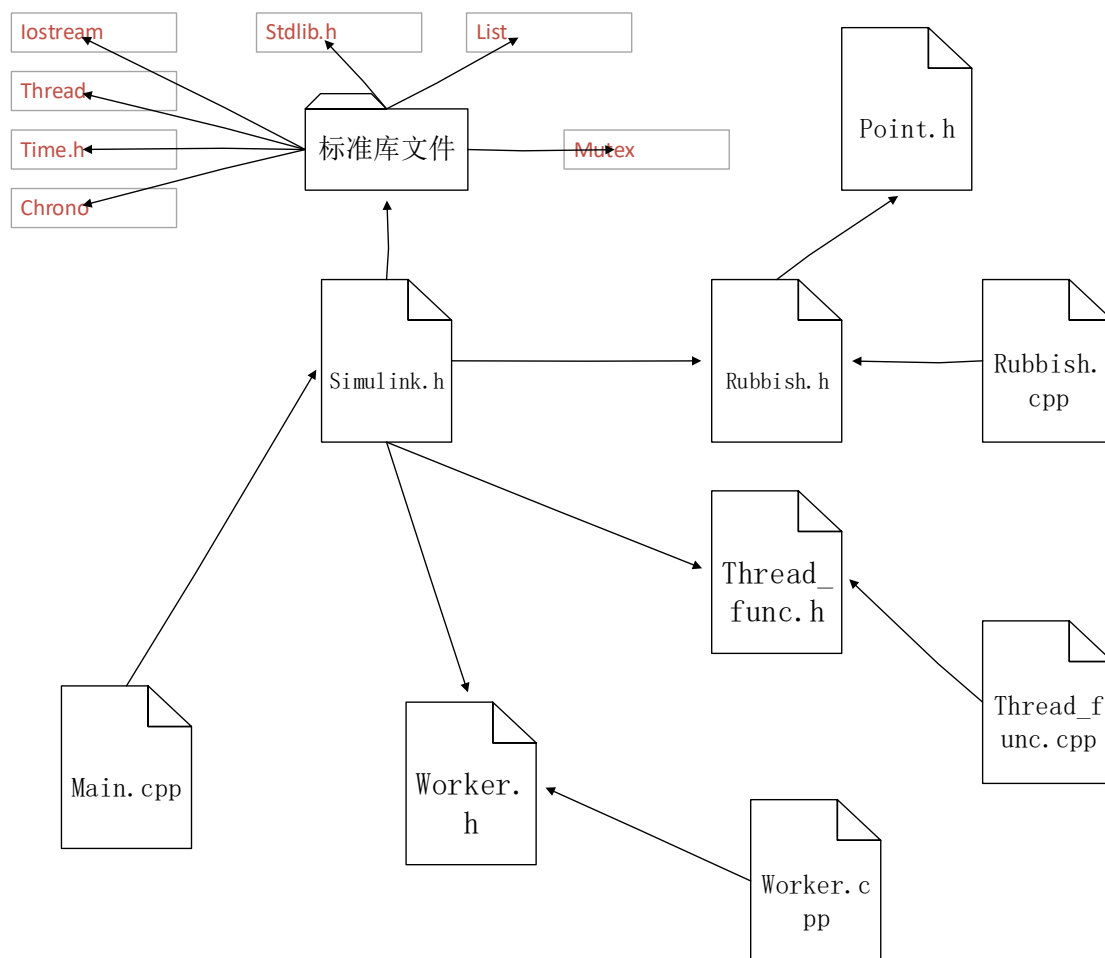 Iostream
Stdlib.h
List
Thread
Time.h
Chrono
标准库文件
Mutex
Point.h
Simulink.h
Rubbish.h
Rubbish.
cpp
Thread_
func.h
Thread_f
unc.cpp
Main.cpp
Worker.
h
Worker.c
pp